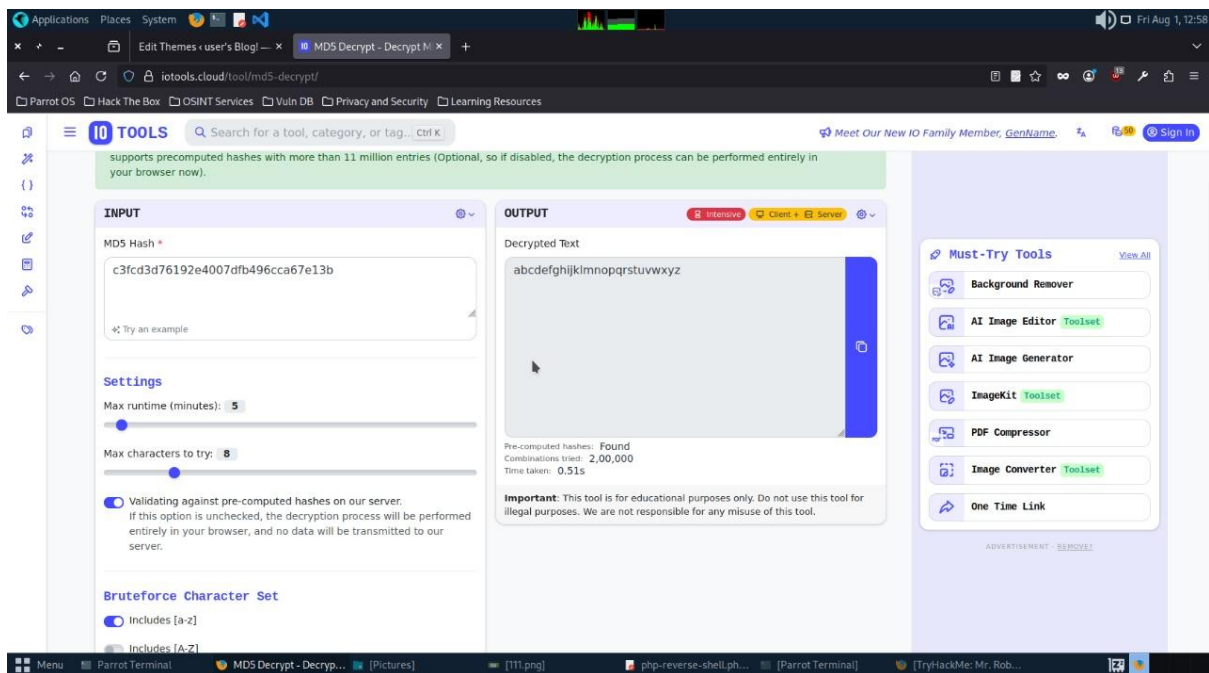 Applications Places System Fri Aug 1, 12:58
Edit Themes ‹ user's Blog! — × MD5 Decrypt - Decrypt M × +
iotools.cloud/tool/md5-decrypt/
Parrot OS Hack The Box OSINT Services Vuln DB Privacy and Security Learning Resources
IO TOOLS Search for a tool, category, or tag... Ctrl K Meet Our New IO Family Member, GenName. 50 Sign In
supports precomputed hashes with more than 11 million entries (Optional, so if disabled, the decryption process can be performed entirely in
your browser now).
INPUT
MD5 Hash *
c3fcd3d76192e4007dfb496cca67e13b
Try an example
Settings
Max runtime (minutes): 5
Max characters to try: 8
Validating against pre-computed hashes on our server.
If this option is unchecked, the decryption process will be performed
entirely in your browser, and no data will be transmitted to our
server.
Bruteforce Character Set
Includes [a-z]
Includes [A-Z]
OUTPUT Intensive Client + Server
Decrypted Text
abcdefghijklmnopqrstuvwxyz
Pre-computed hashes: Found
Combinations tried: 2,00,000
Time taken: 0.51s
Important: This tool is for educational purposes only. Do not use this tool for
illegal purposes. We are not responsible for any misuse of this tool.
Must-Try Tools View All
Background Remover
AI Image Editor Toolset
AI Image Generator
ImageKit Toolset
PDF Compressor
Image Converter Toolset
One Time Link
ADVERTISEMENT - REMOVE?
Menu Parrot Terminal MD5 Decrypt - Decryp... [Pictures] [111.png] php-reverse-shell.ph... [Parrot Terminal] [TryHackMe: Mr. Rob...